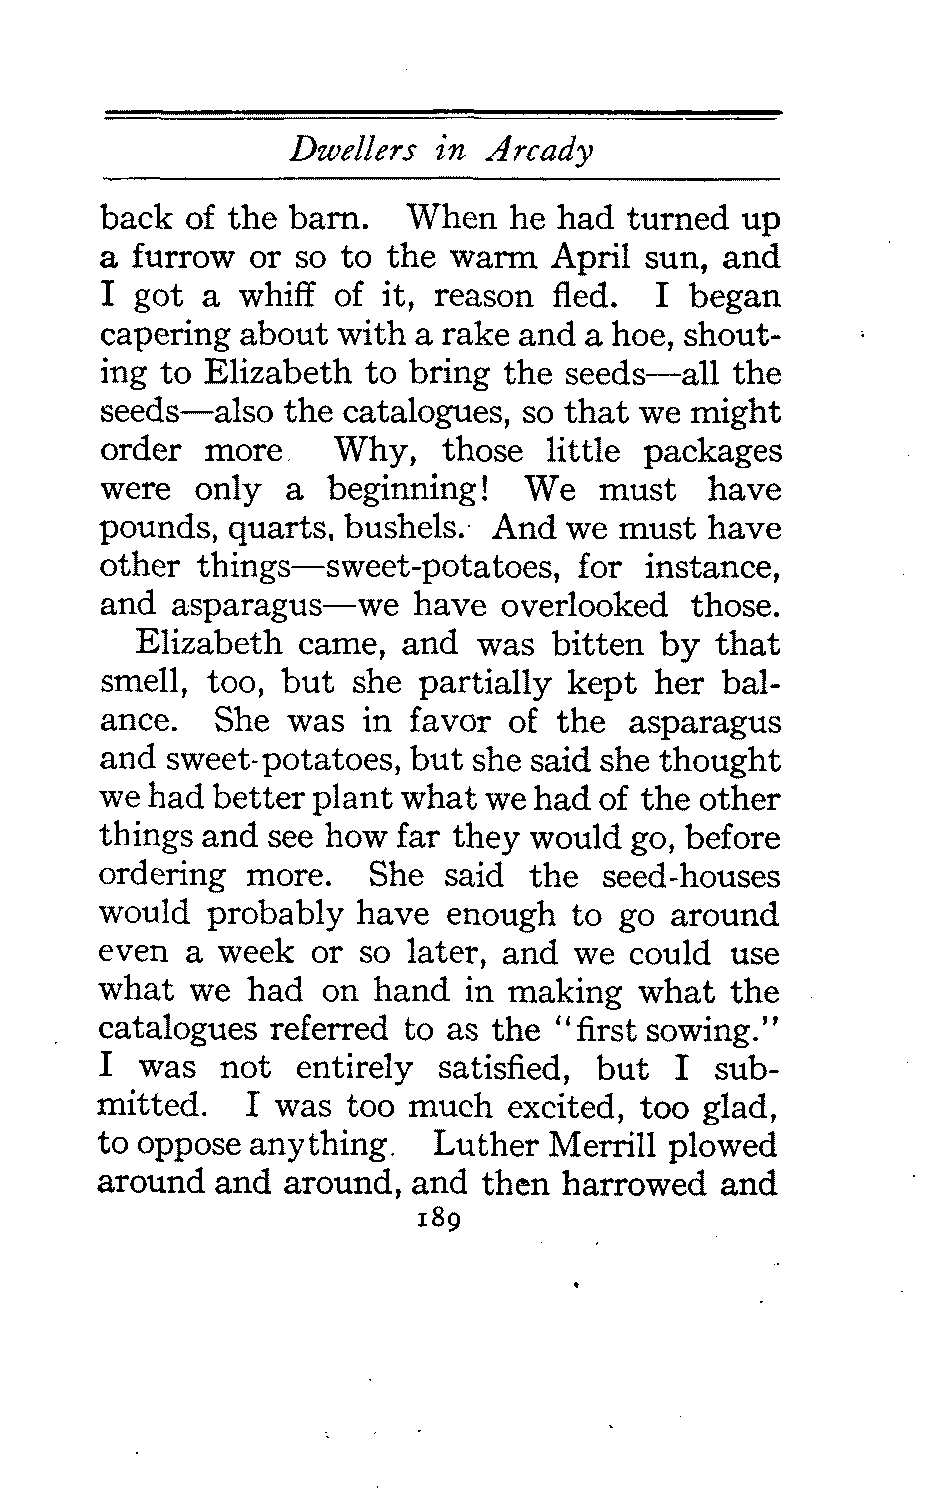 Dwellers in Arcady
back of the barn. When he had turned up
a furrow or so to the warm April sun, and
I got a whiff of it, reason fled. I began
capering about with a rake and a hoe, shout-
ing to Elizabeth to bring the seeds—all the
seeds—also the catalogues, so that we might
order more. Why, those little packages
were only a beginning! We must have
pounds, quarts, bushels. And we must have
other things—sweet-potatoes, for instance,
and asparagus—we have overlooked those.
Elizabeth came, and was bitten by that
smell, too, but she partially kept her bal-
ance. She was in favor of the asparagus
and sweet-potatoes, but she said she thought
we had better plant what we had of the other
things and see how far they would go, before
ordering more. She said the seed-houses
would probably have enough to go around
even a week or so later, and we could use
what we had on hand in making what the
catalogues referred to as the "first sowing."
I was not entirely satisfied, but I sub-
mitted. I was too much excited, too glad,
to oppose anything. Luther Merrill plowed
around and around, and then harrowed and
189